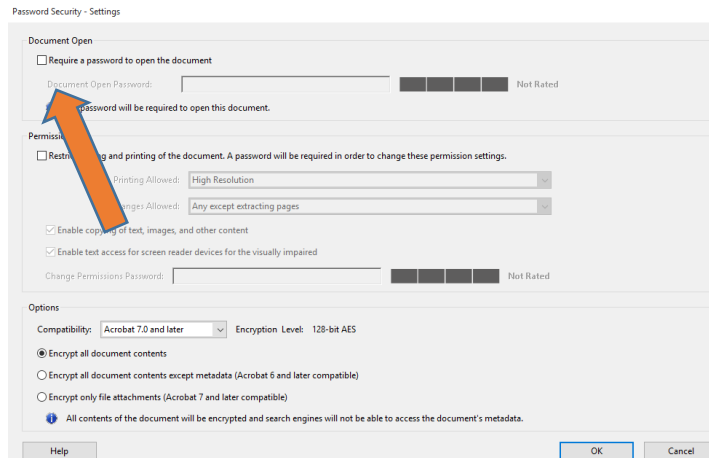 Password Security - Settings
Document Open
Require a password to open the document
Document Open Password: Not Rated
password will be required to open this document.
Permissio
Restri g and printing of the document. A password will be required in order to change these permission settings.
Printing Allowed: High Resolution
nges Allowed: Any except extracting pages
Enable copying of text, images, and other content
Enable text access for screen reader devices for the visually impaired
Change Permissions Password: Not Rated
Options
Compatibility: Acrobat 7.0 and later Encryption Level: 128-bit AES
Encrypt all document contents
Encrypt all document contents except metadata (Acrobat 6 and later compatible)
Encrypt only file attachments (Acrobat 7 and later compatible)
All contents of the document will be encrypted and search engines will not be able to access the document's metadata.
Help OK Cancel